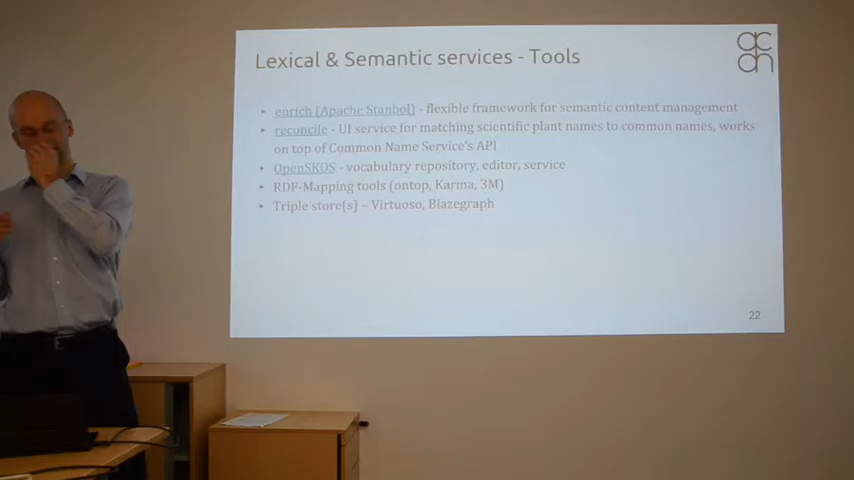 Lexical & Semantic services - Tools
enrich (Apache Stanbol) - flexible framework for semantic content management
reconcile - UI service for matching scientific plant names to common names, works
on top of Common Name Service's API
OpenSKOS - vocabulary repository, editor, service
RDF-Mapping tools (ontop, Karma, 3M)
Triple store(s) – Virtuoso, Blazegraph
22